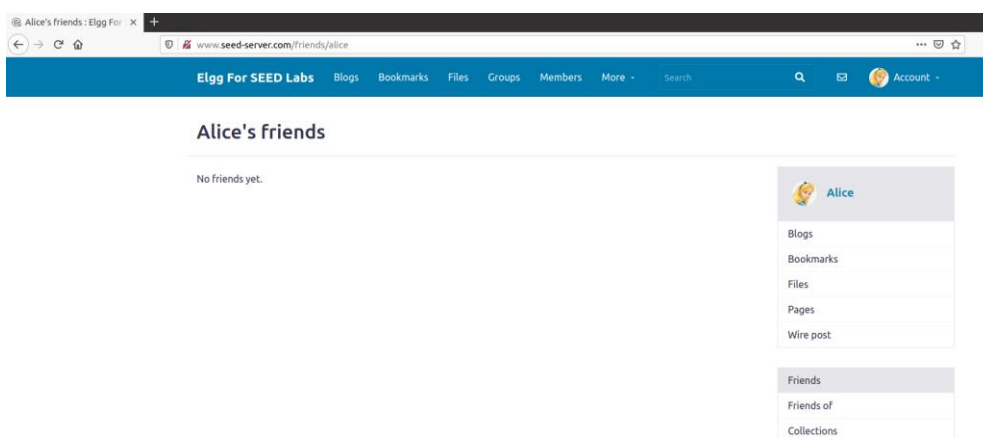 Alice's friends : Elgg For
www.seed-server.com/friends/alice
Elgg For SEED Labs Blogs Bookmarks Files Groups Members More Search Account
Alice's friends
No friends yet.
Alice
Blogs
Bookmarks
Files
Pages
Wire post
Friends
Friends of
Collections